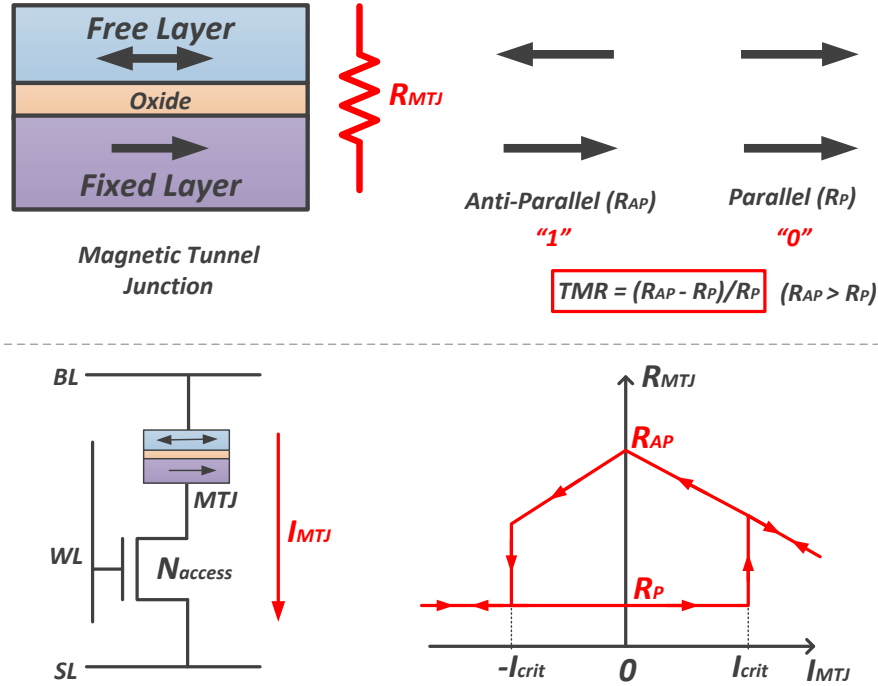 Free Layer
Oxide
Fixed Layer
RMTJ
Magnetic Tunnel
Junction
Anti-Parallel (RAP)
Parallel (RP)
"1"
"0"
TMR = (RAP - RP)/RP
(RAP > RP)
BL
MTJ
WL
Naccess
IMTJ
SL
RMTJ
RAP
RP
-Icrit
0
Icrit
IMTJ